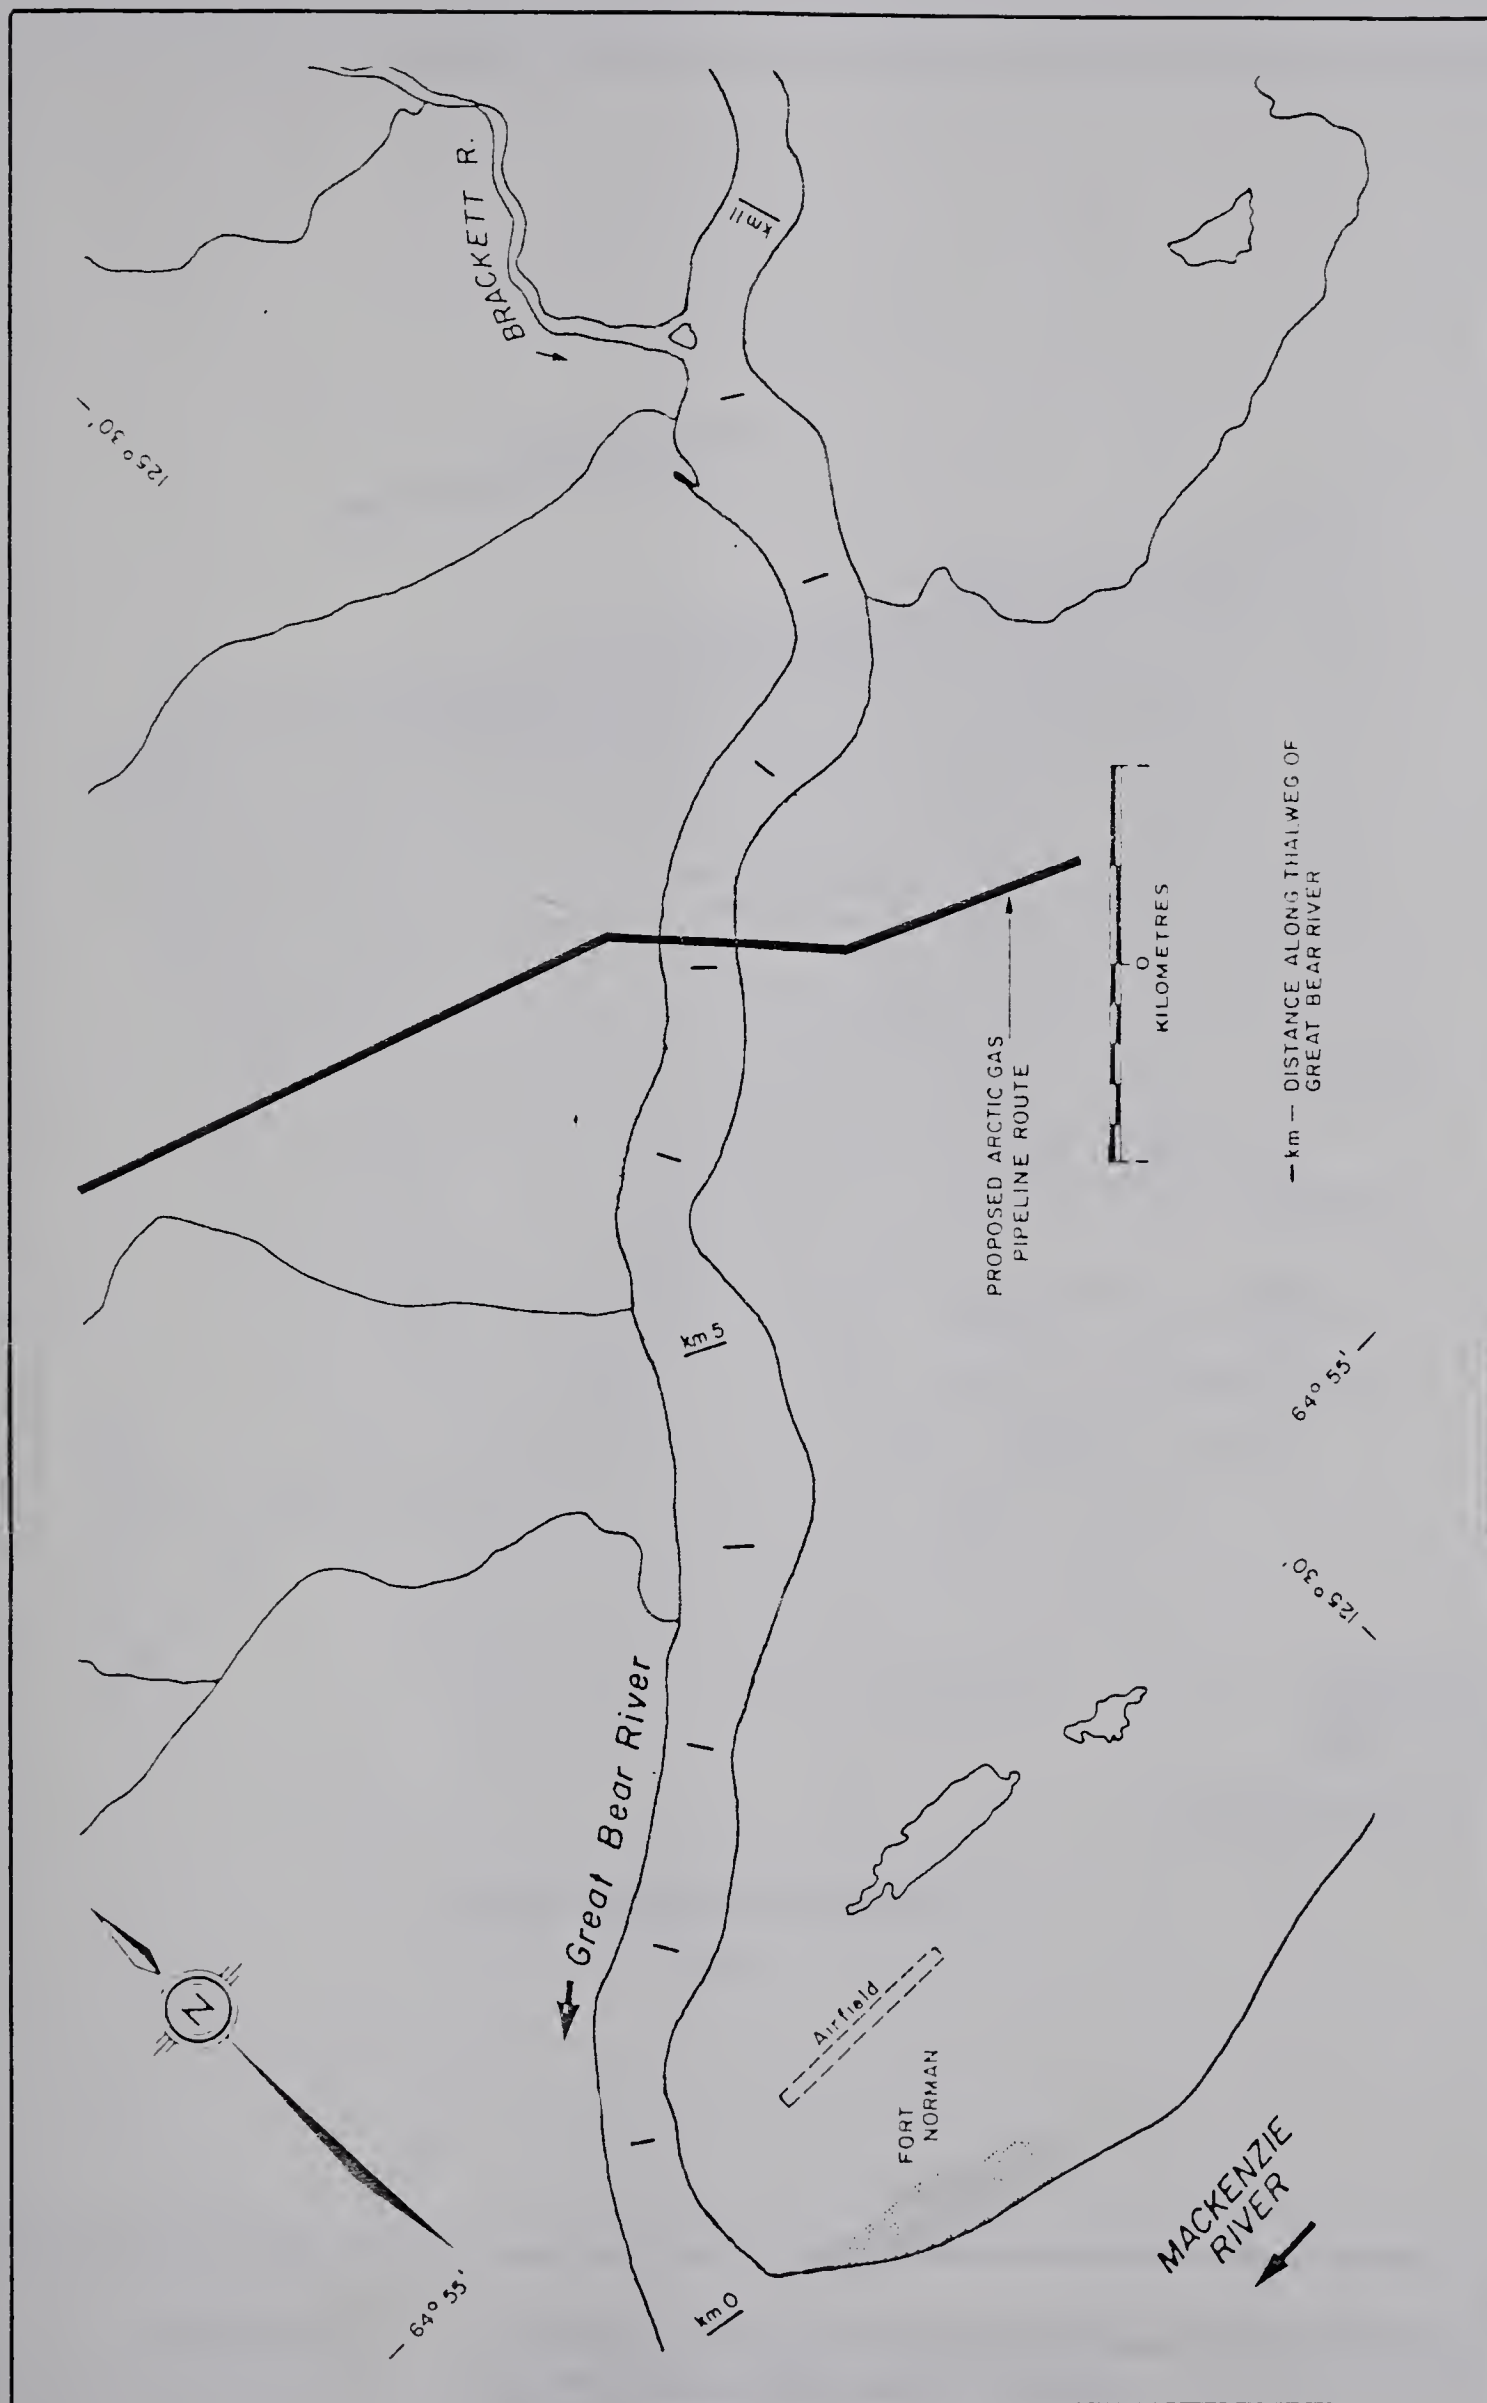 BRACKETT R.
km 11
125° 30'
PROPOSED ARCTIC GAS
PIPELINE ROUTE
1 0 1
KILOMETRES
— km — DISTANCE ALONG THALWEG OF
GREAT BEAR RIVER
km 5
64° 55'
125° 30'
Great Bear River
N
Airfield
FORT
NORMAN
64° 55'
km 0
MACKENZIE
RIVER